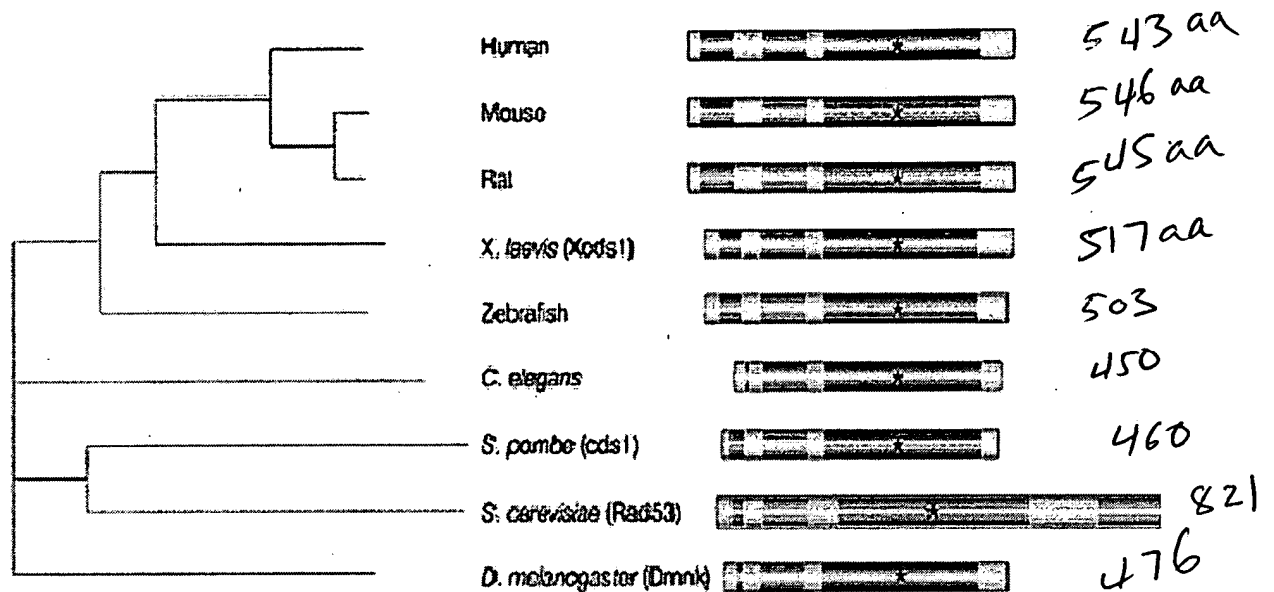 Human 543 aa
Mouse 546 aa
Rat 545 aa
X. laevis (Xcds1) 517 aa
Zebrafish 503
C. elegans 450
S. pombe (cds1) 460
S. cerevisiae (Rad53) 821
D. melanogaster (Dmnk) 476